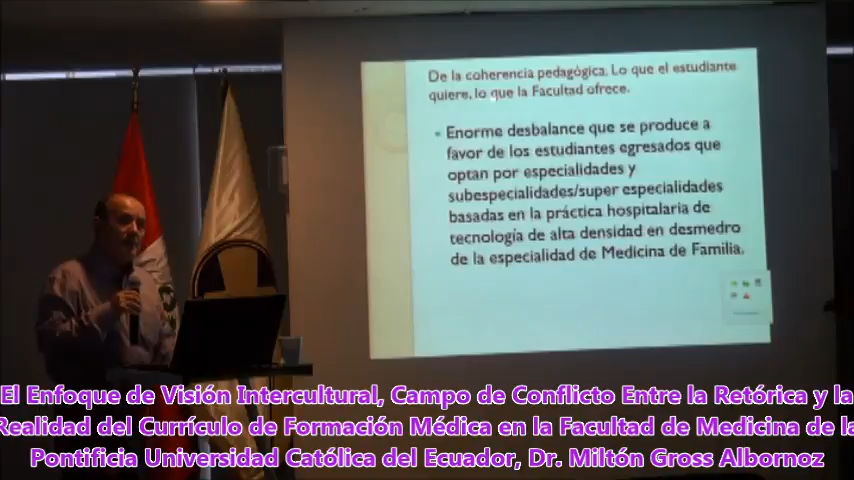 De la coherencia pedagógica. Lo que el estudiante
quiere, lo que la Facultad ofrece.
Enorme desbalance que se produce a
favor de los estudiantes egresados que
optan por especialidades y
subespecialidades/super especialidades
basadas en la práctica hospitalaria de
tecnología de alta densidad en desmedro
de la especialidad de Medicina de Familia.
El Enfoque de Visión Intercultural, Campo de Conflicto Entre la Retórica y la
Realidad del Currículo de Formación Médica en la Facultad de Medicina de la
Pontificia Universidad Católica del Ecuador, Dr. Miltón Gross Albornoz